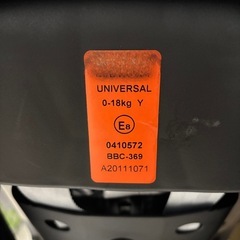 UNIVERSAL
0-18kg Y
E8
0410572
BBC-369
A20111071